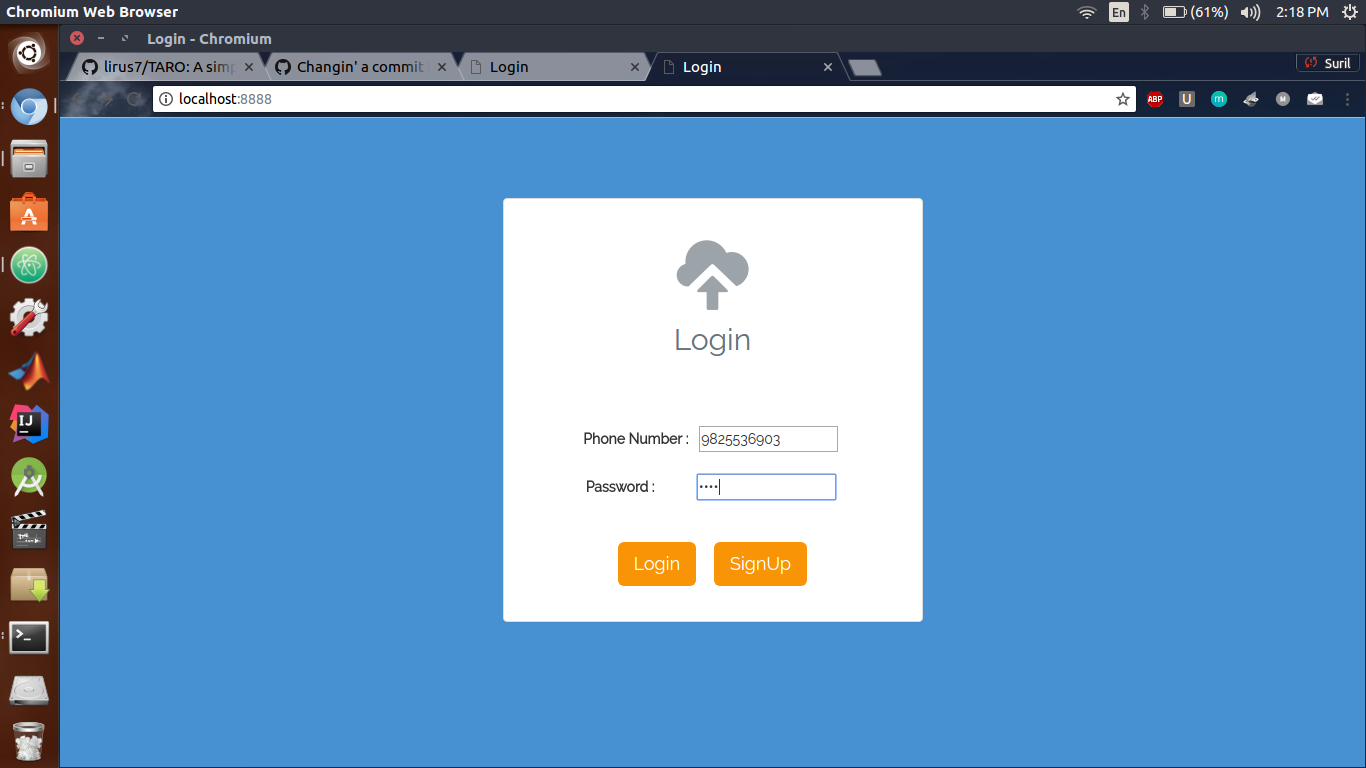 Chromium Web Browser
En
(61%)
2:18 PM
Login - Chromium
lirus7/TARO: A simp
Changin' a commit
Login
Login
Suril
localhost:8888
ABP
U
m
M
Login
Phone Number :
9825536903
Password :
••••
Login
SignUp
IJ
>_